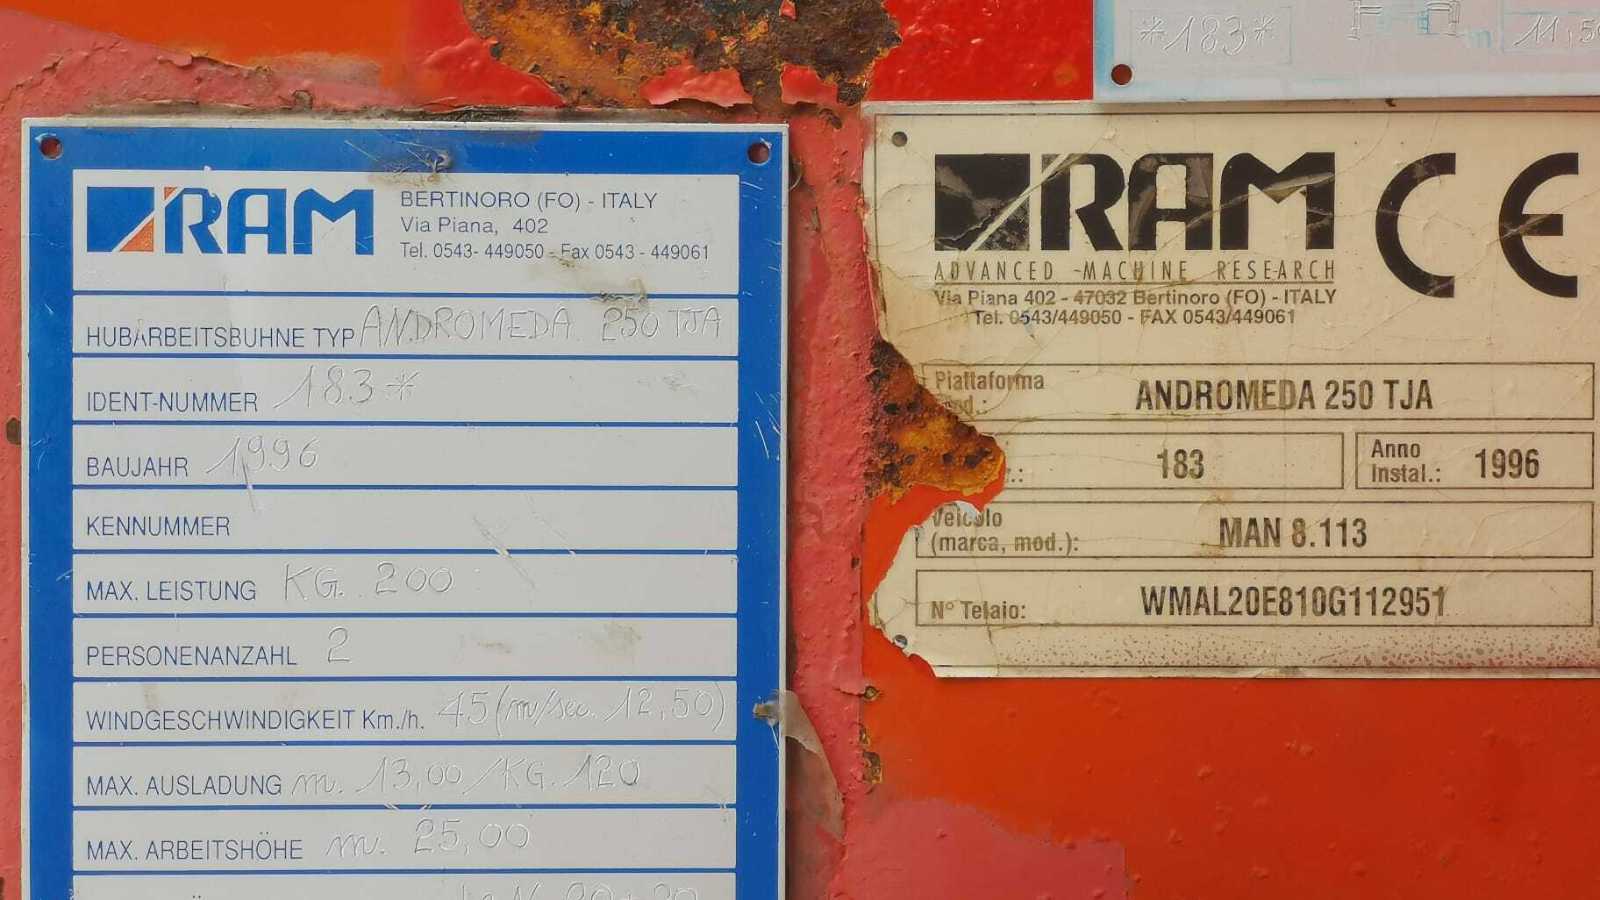 RAM
BERTINORO (FO) - ITALY
Via Piana, 402
Tel. 0543- 449050 - Fax 0543 - 449061
HUBARBEITSBUHNE TYP ANDROMEDA 250 TJA
IDENT-NUMMER 183*
BAUJAHR 1996
KENNUMMER
MAX. LEISTUNG KG. 200
PERSONENANZAHL 2
WINDGESCHWINDIGKEIT Km./h. 45 (m/sec. 12,50)
MAX. AUSLADUNG m. 13,00/KG. 120
MAX. ARBEITSHÖHE m. 25,00
*183*
RAM CE
ADVANCED MACHINE RESEARCH
Via Piana 402 - 47032 Bertinoro (FO) - ITALY
Tel. 0543/449050 - FAX 0543/449061
Piattaforma
ANDROMEDA 250 TJA
183
Anno
Instal.: 1996
Veicolo
(marca, mod.): MAN 8.113
N° Telaio: WMAL20E810G112951